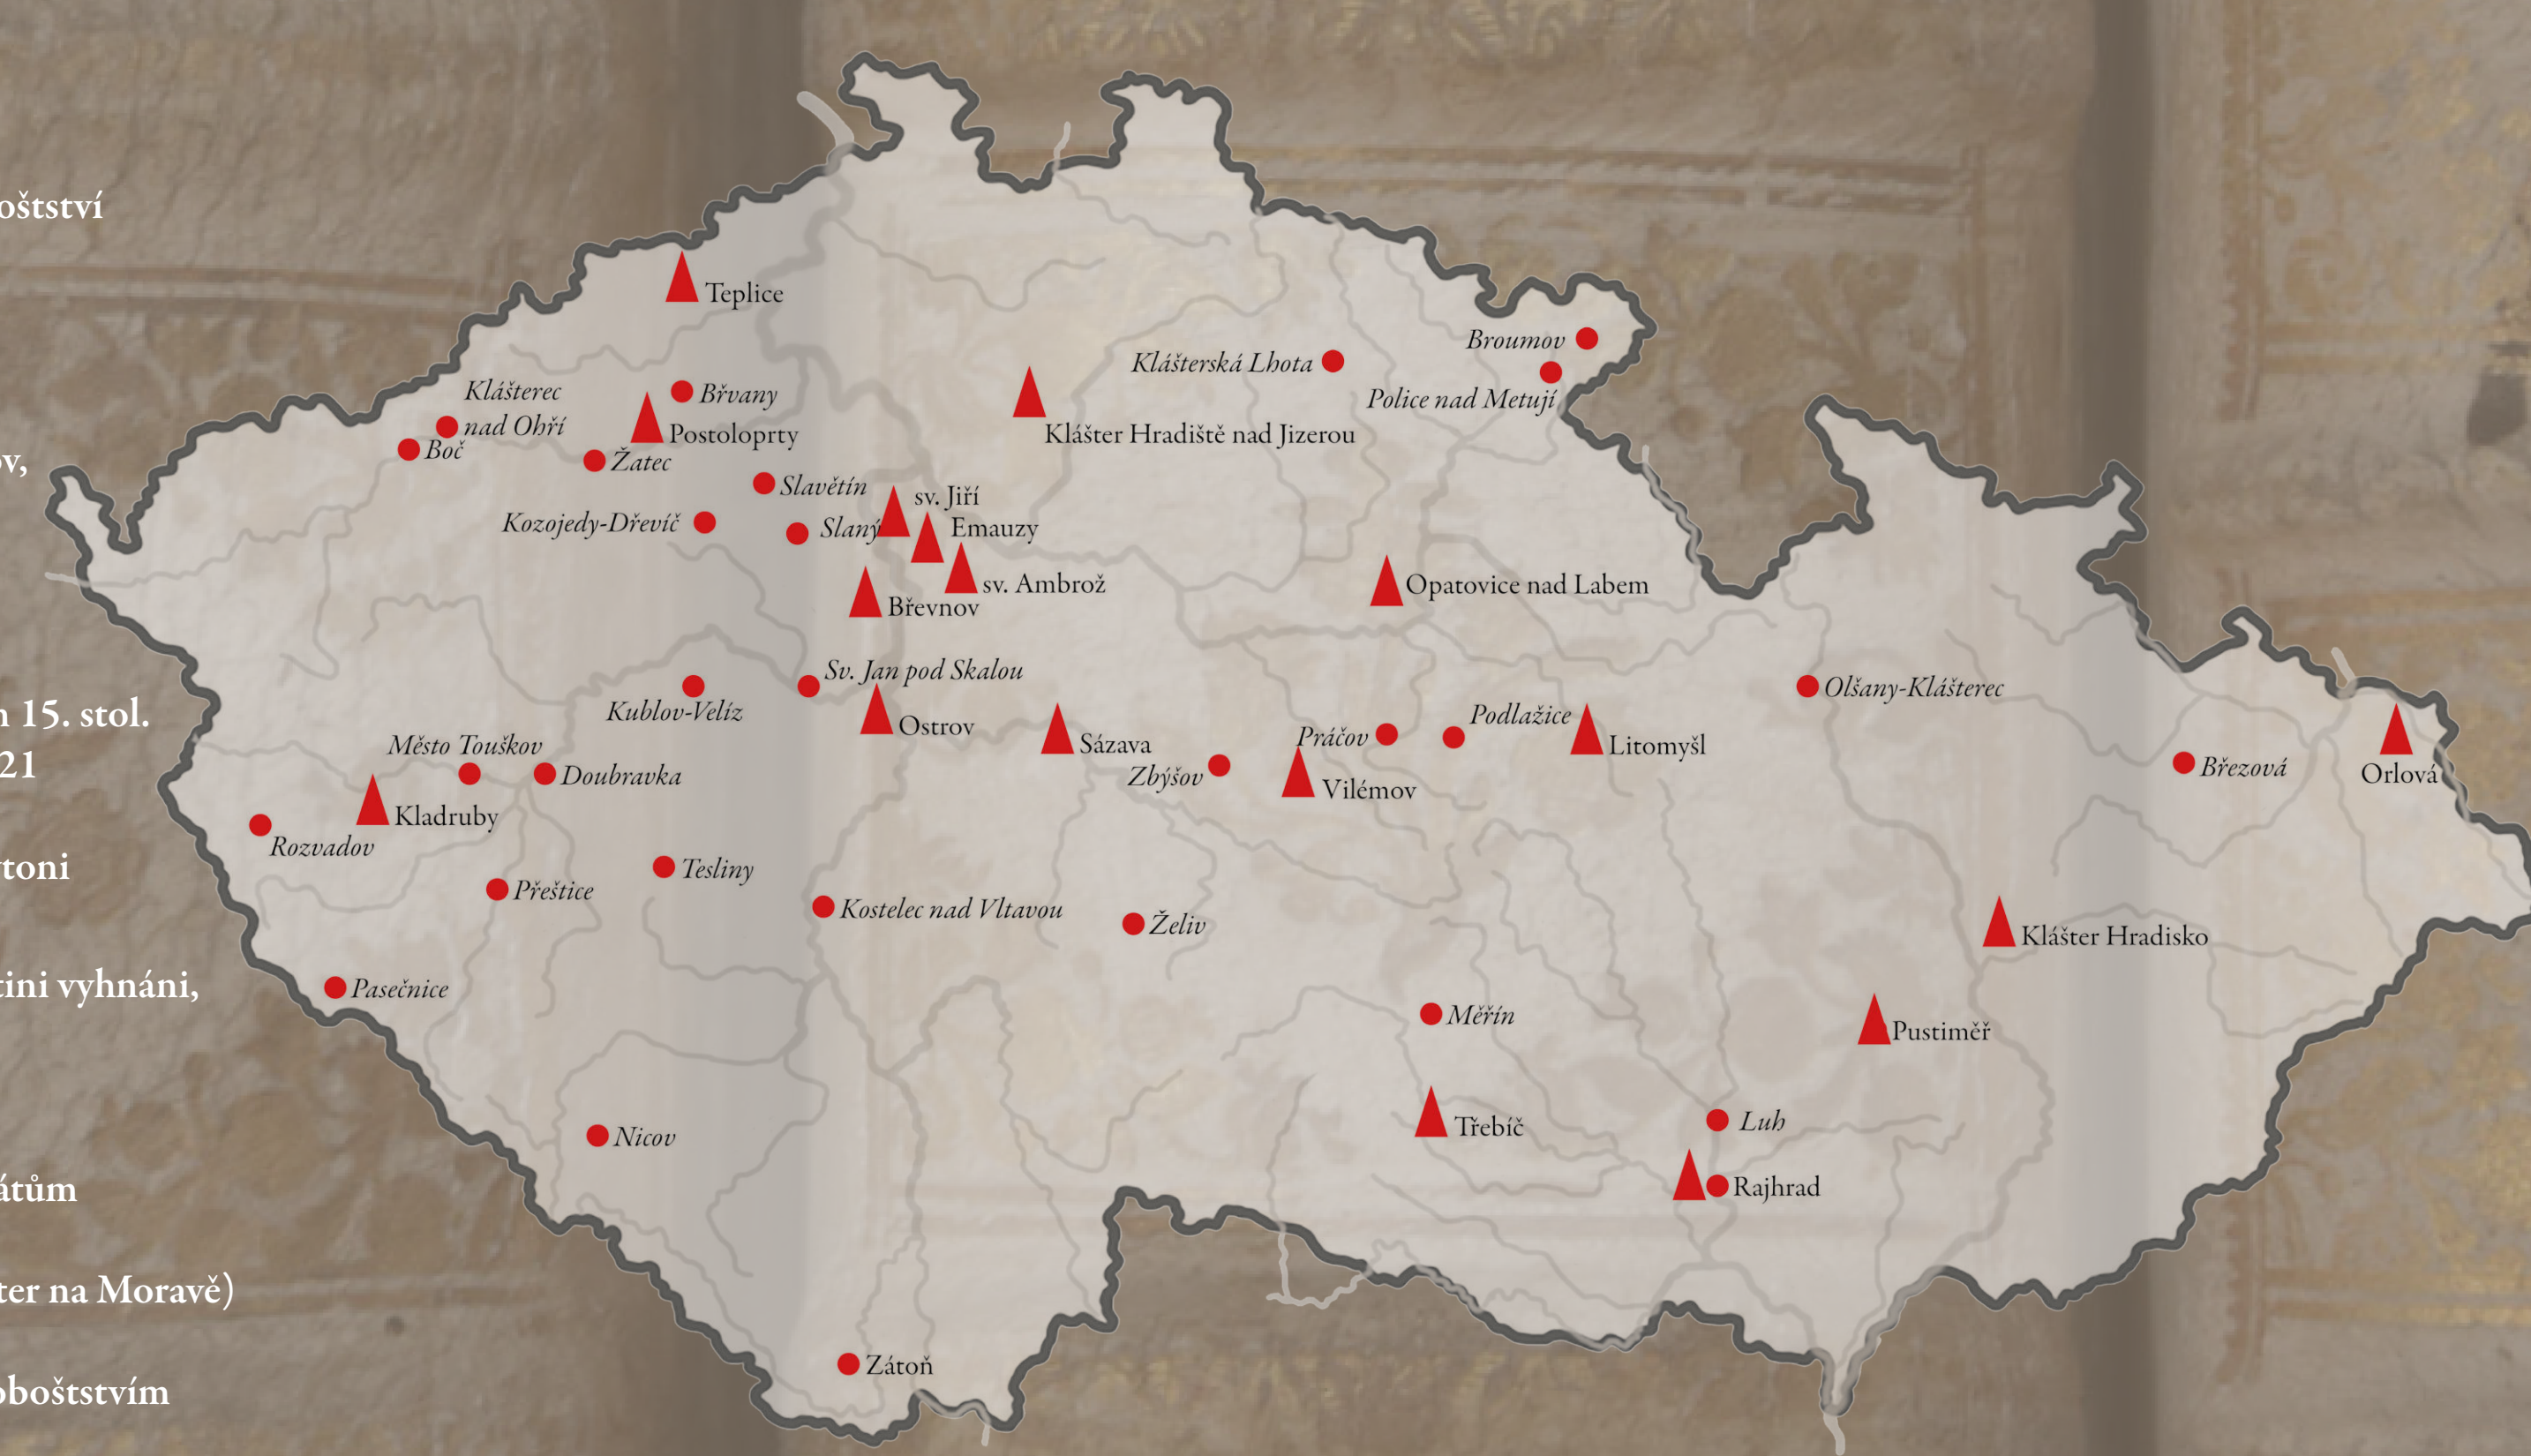 oštství
ov,
n 15. stol.
21
ytoni
tini vyhnáni,
átům
ter na Moravě)
oboštstvím
Teplice
Broumov
Klášterská Lhota
Police nad Metují
Klášterec
nad Ohří
Boč
Břvany
Postoloprty
Žatec
Klášter Hradiště nad Jizerou
Slavětín
sv. Jiří
Kozojedy-Dřevíč
Slaný
Emauzy
sv. Ambrož
Břevnov
Opatovice nad Labem
Sv. Jan pod Skalou
Kublov-Velíz
Ostrov
Olšany-Klášterec
Město Touškov
Doubravka
Sázava
Zbýšov
Práčov
Podlažice
Litomyšl
Vilémov
Březová
Orlová
Kladruby
Rozvadov
Tesliny
Přeštice
Kostelec nad Vltavou
Želiv
Klášter Hradisko
Pasečnice
Měřín
Pustiměř
Nicov
Třebíč
Luh
Rajhrad
Zátoň